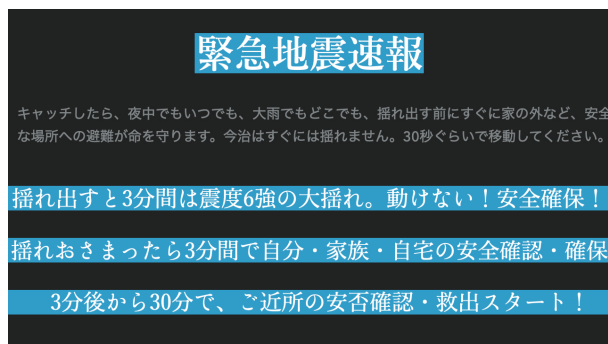 緊急地震速報
キャッチしたら、夜中でもいつでも、大雨でもどこでも、揺れ出す前にすぐに家の外など、安全
な場所への避難が命を守ります。今治はすぐには揺れません。30秒ぐらいで移動してください。
揺れ出すと3分間は震度6強の大揺れ。動けない！安全確保！
揺れおさまったら3分間で自分・家族・自宅の安全確認・確保
3分後から30分で、ご近所の安否確認・救出スタート！